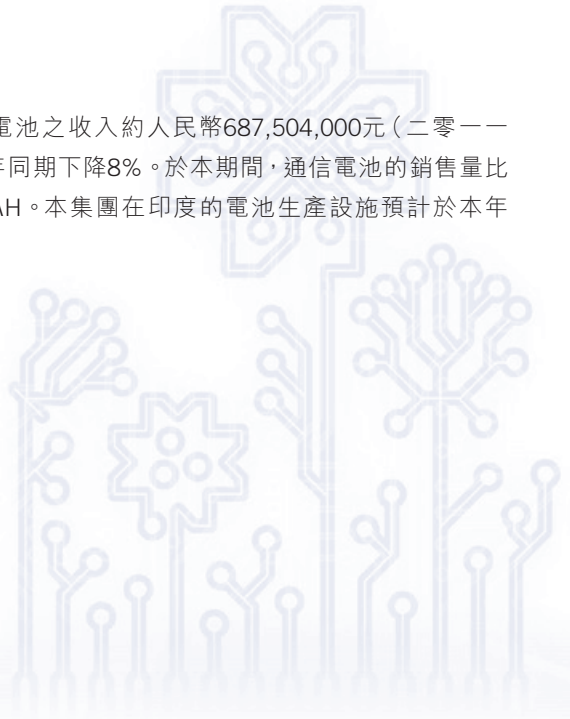 電池之收入約人民幣687,504,000元（二零一一
年同期下降8%。於本期間，通信電池的銷售量比
AH。本集團在印度的電池生產設施預計於本年